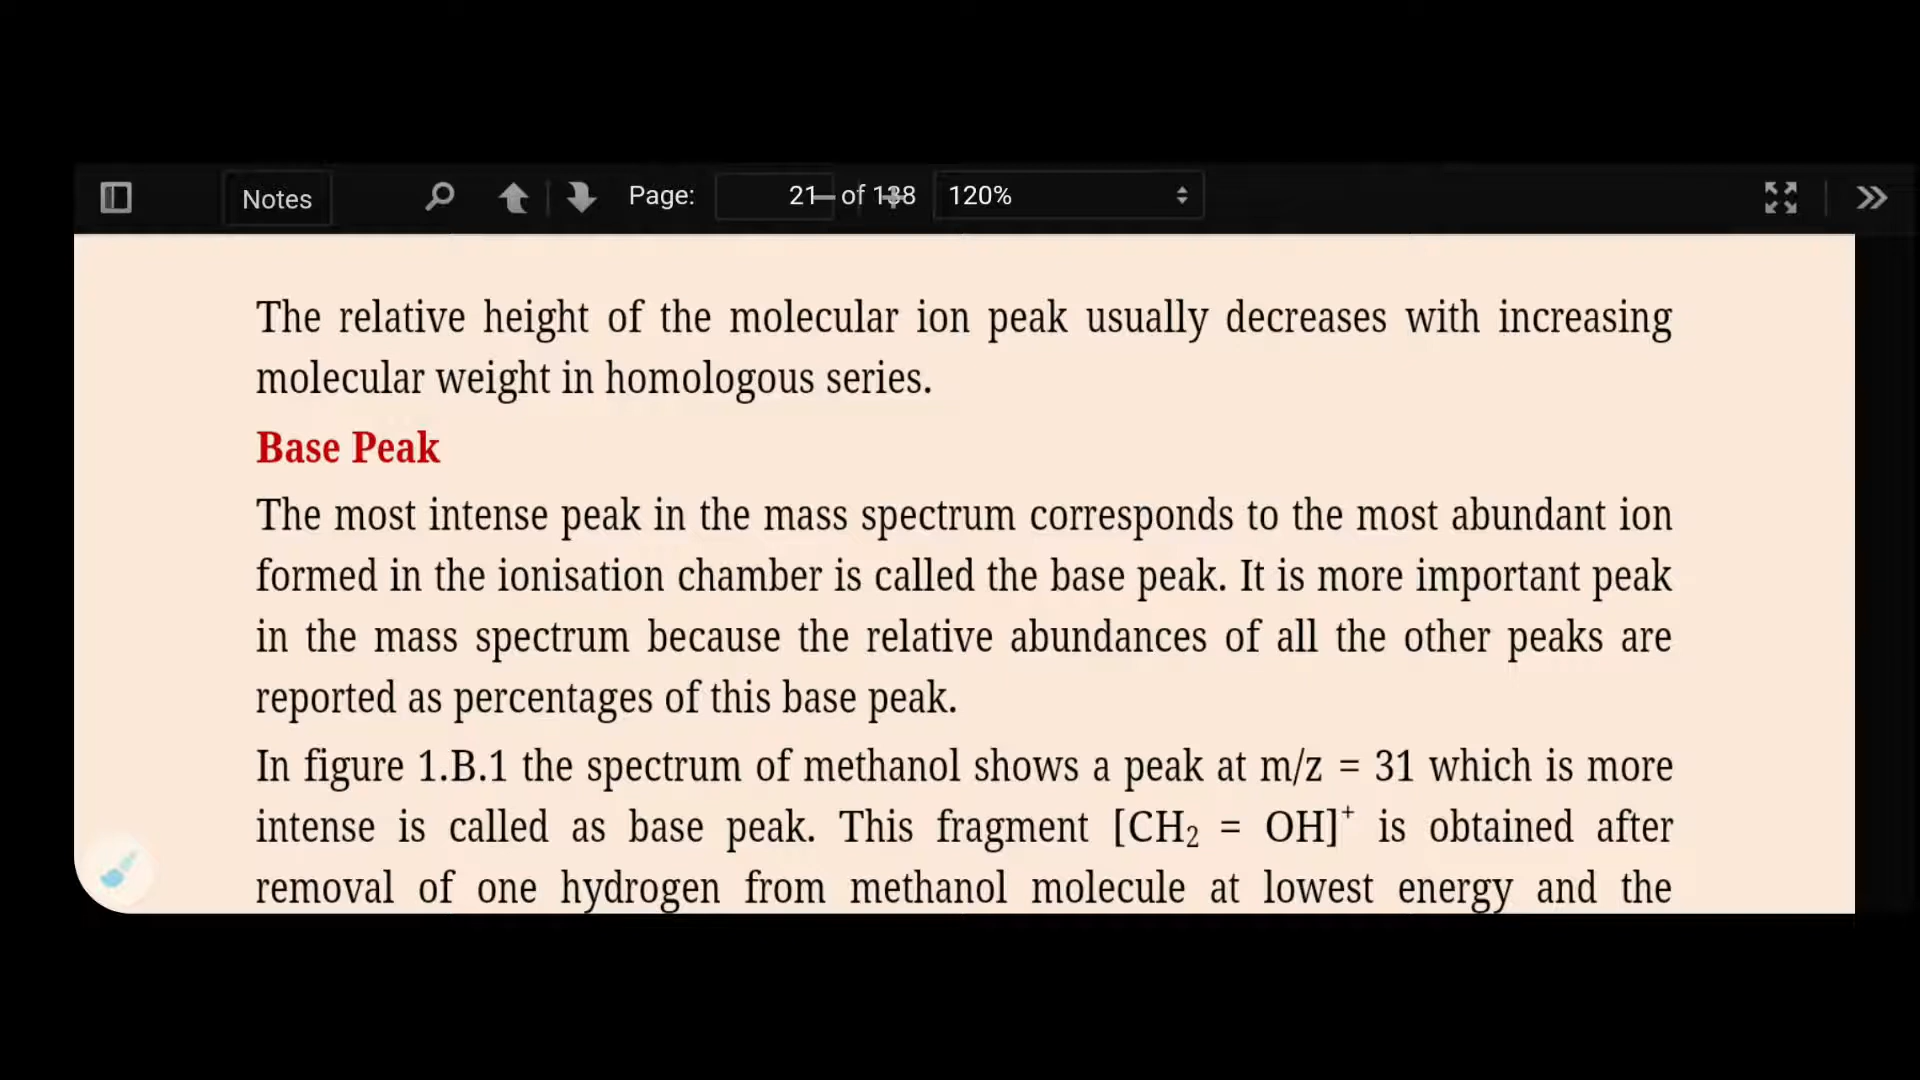 Notes
Page: 21 of 138 120%
The relative height of the molecular ion peak usually decreases with increasing
molecular weight in homologous series.
Base Peak
The most intense peak in the mass spectrum corresponds to the most abundant ion
formed in the ionisation chamber is called the base peak. It is more important peak
in the mass spectrum because the relative abundances of all the other peaks are
reported as percentages of this base peak.
In figure 1.B.1 the spectrum of methanol shows a peak at m/z = 31 which is more
intense is called as base peak. This fragment [CH₂ = OH]⁺ is obtained after
removal of one hydrogen from methanol molecule at lowest energy and the